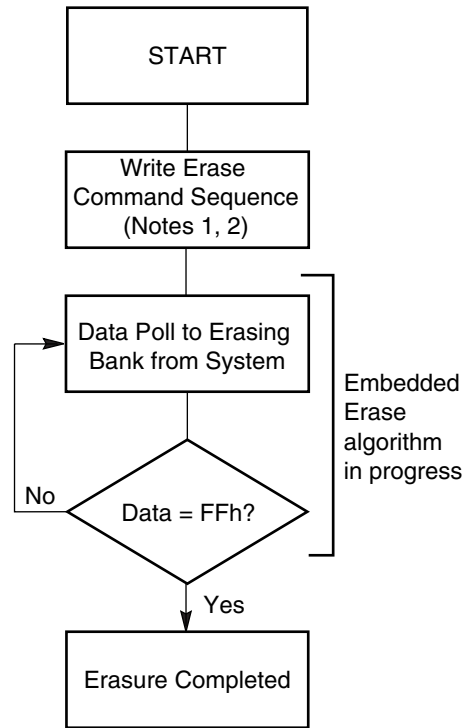 START
Write Erase
Command Sequence
(Notes 1, 2)
Data Poll to Erasing
Bank from System
Embedded
Erase
algorithm
in progress
No
Data = FFh?
Yes
Erasure Completed